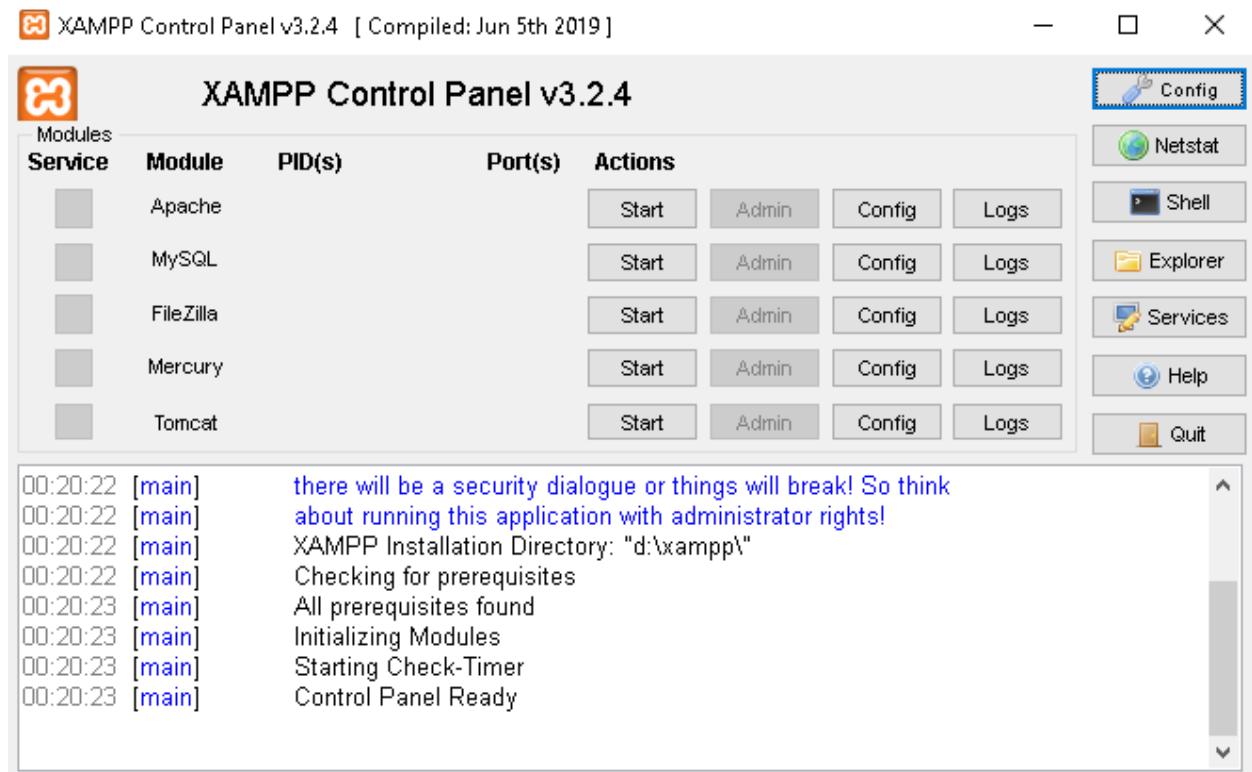 XAMPP Control Panel v3.2.4 [ Compiled: Jun 5th 2019 ]
XAMPP Control Panel v3.2.4
Config
Modules
Service Module PID(s) Port(s) Actions
Netstat
Apache Start Admin Config Logs
Shell
MySQL Start Admin Config Logs
Explorer
FileZilla Start Admin Config Logs
Services
Mercury Start Admin Config Logs
Help
Tomcat Start Admin Config Logs
Quit
00:20:22 [main] there will be a security dialogue or things will break! So think
00:20:22 [main] about running this application with administrator rights!
00:20:22 [main] XAMPP Installation Directory: "d:\xampp\"
00:20:22 [main] Checking for prerequisites
00:20:23 [main] All prerequisites found
00:20:23 [main] Initializing Modules
00:20:23 [main] Starting Check-Timer
00:20:23 [main] Control Panel Ready